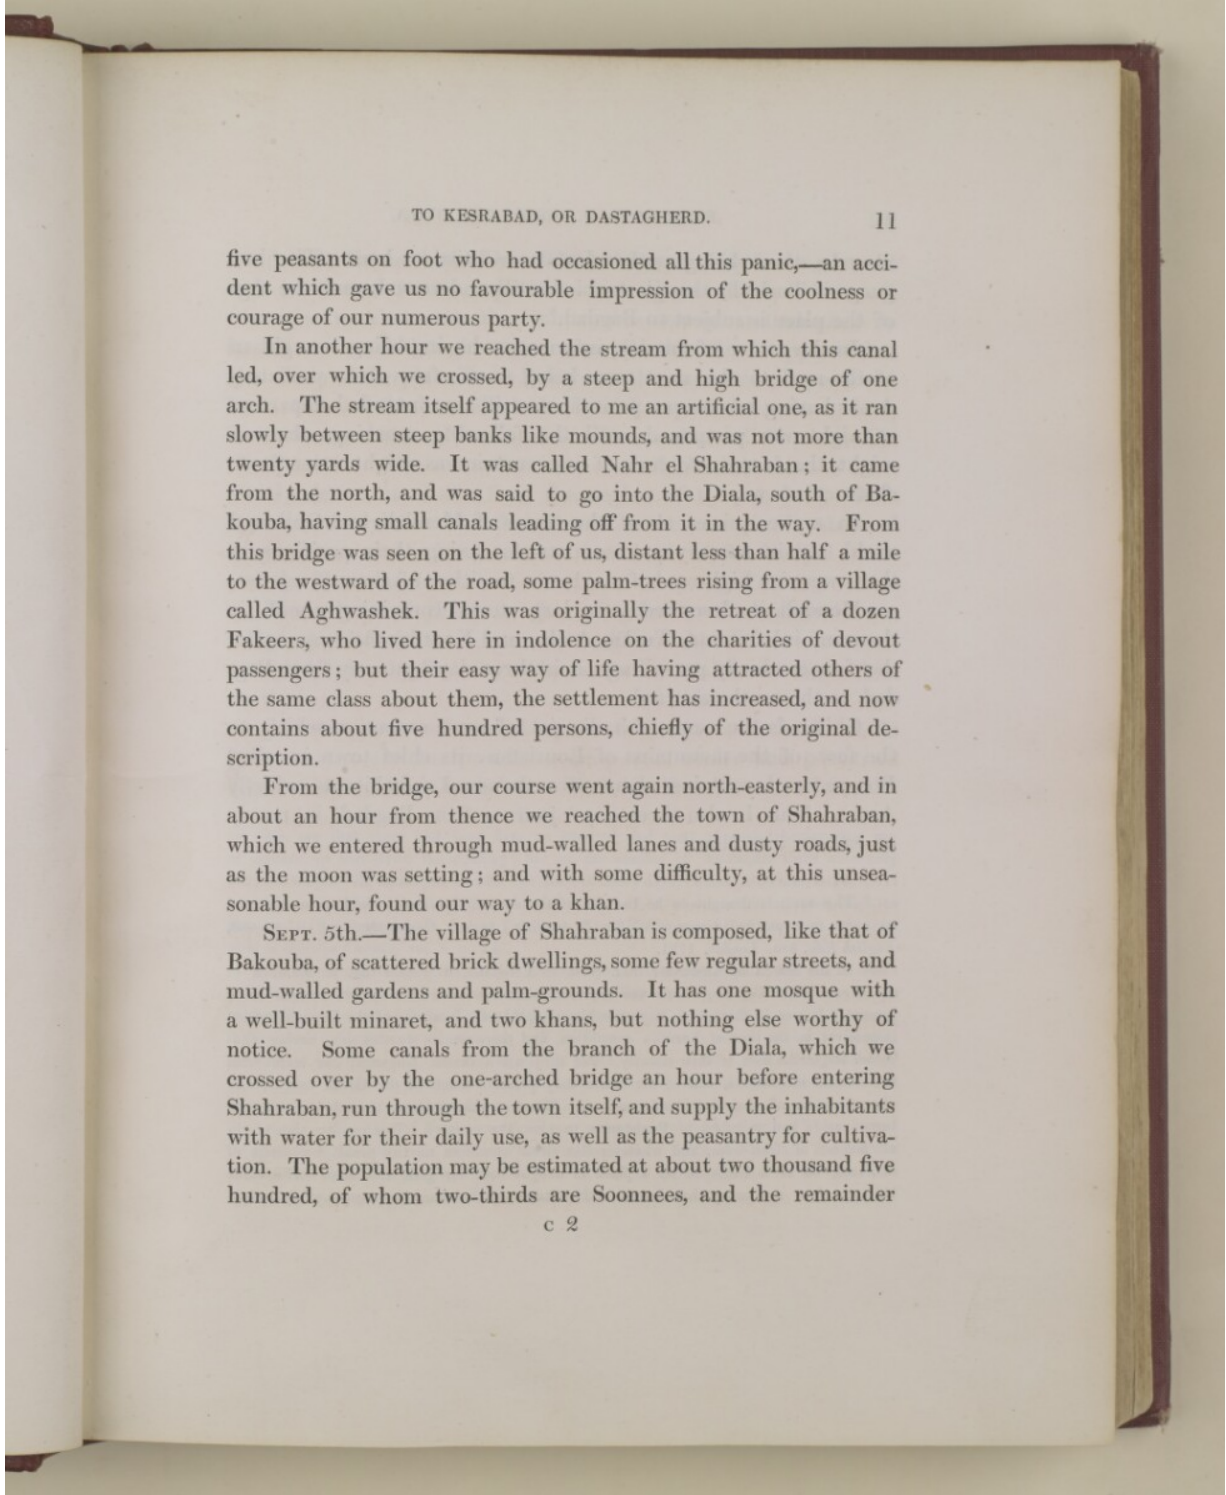 TO KESRABAD, OR DASTAGHERD. 11
five peasants on foot who had occasioned all this panic,—an acci-
dent which gave us no favourable impression of the coolness or
courage of our numerous party.
In another hour we reached the stream from which this canal
led, over which we crossed, by a steep and high bridge of one
arch. The stream itself appeared to me an artificial one, as it ran
slowly between steep banks like mounds, and was not more than
twenty yards wide. It was called Nahr el Shahraban; it came
from the north, and was said to go into the Diala, south of Ba-
kouba, having small canals leading off from it in the way. From
this bridge was seen on the left of us, distant less than half a mile
to the westward of the road, some palm-trees rising from a village
called Aghwashek. This was originally the retreat of a dozen
Fakeers, who lived here in indolence on the charities of devout
passengers; but their easy way of life having attracted others of
the same class about them, the settlement has increased, and now
contains about five hundred persons, chiefly of the original de-
scription.
From the bridge, our course went again north-easterly, and in
about an hour from thence we reached the town of Shahraban,
which we entered through mud-walled lanes and dusty roads, just
as the moon was setting; and with some difficulty, at this unsea-
sonable hour, found our way to a khan.
SEPT. 5th.—The village of Shahraban is composed, like that of
Bakouba, of scattered brick dwellings, some few regular streets, and
mud-walled gardens and palm-grounds. It has one mosque with
a well-built minaret, and two khans, but nothing else worthy of
notice. Some canals from the branch of the Diala, which we
crossed over by the one-arched bridge an hour before entering
Shahraban, run through the town itself, and supply the inhabitants
with water for their daily use, as well as the peasantry for cultiva-
tion. The population may be estimated at about two thousand five
hundred, of whom two-thirds are Soonnees, and the remainder
c 2